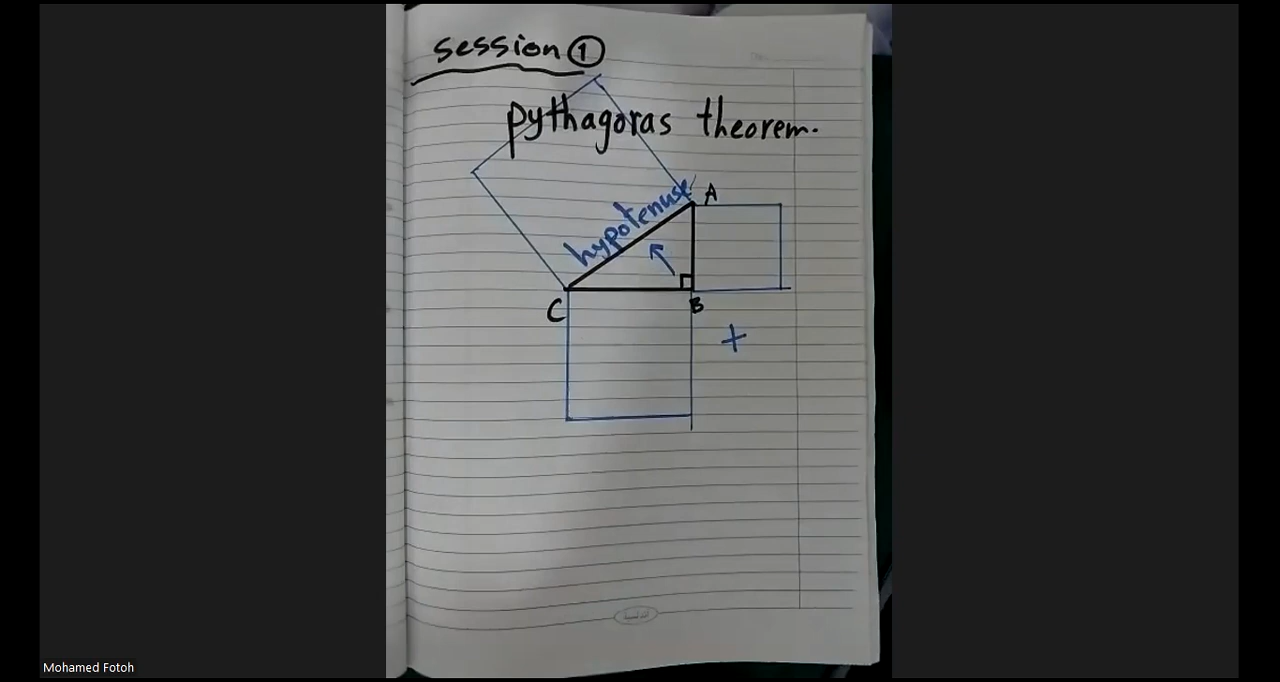 session ①
pythagoras theorem.
A
hypotenuse
B
C
+
Mohamed Fotoh